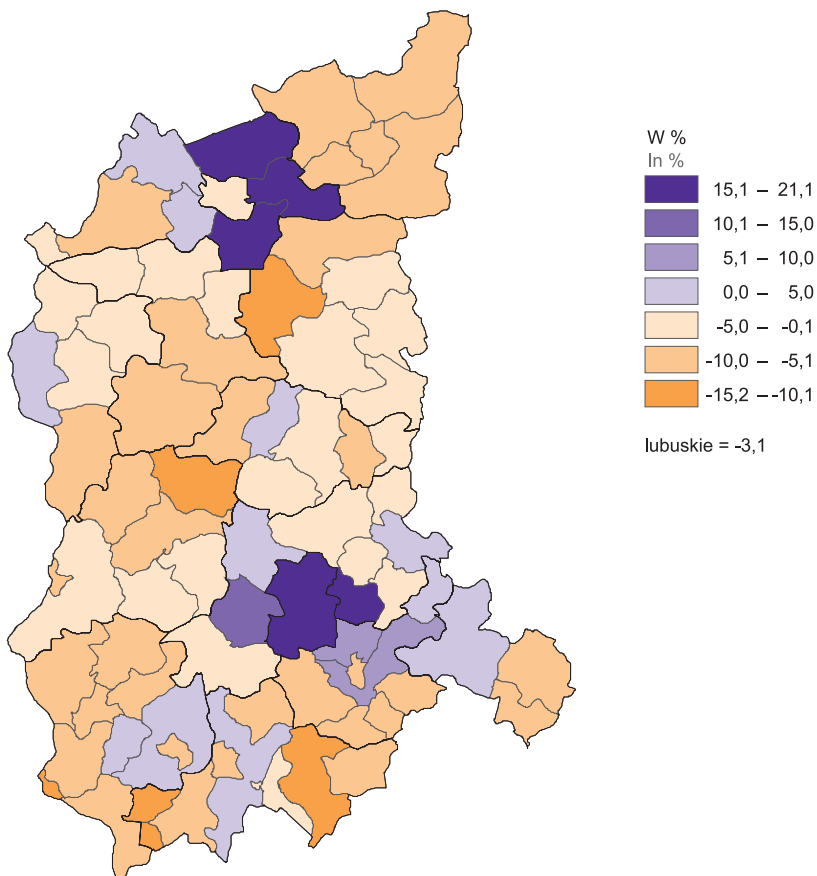 W %
In %
15,1 – 21,1
10,1 – 15,0
5,1 – 10,0
0,0 – 5,0
-5,0 – -0,1
-10,0 – -5,1
-15,2 – -10,1
lubuskie = -3,1